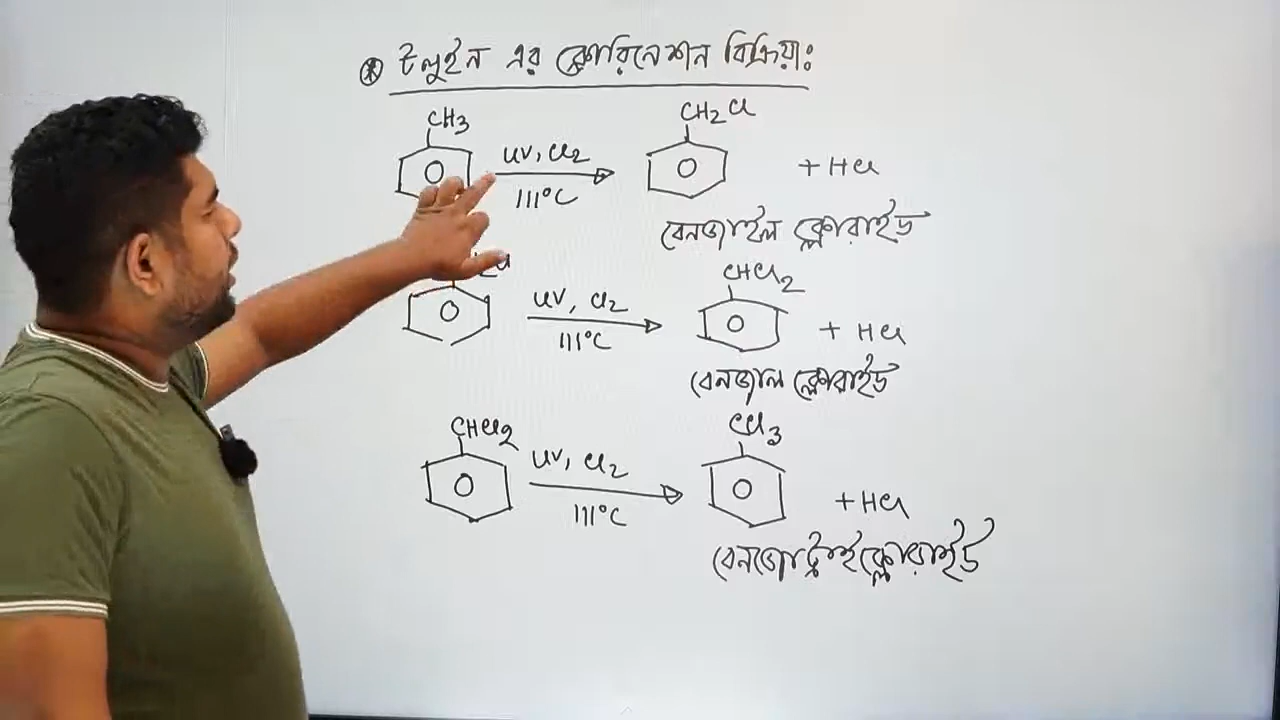 * টলুইন এর ক্লোরিনেশন বিক্রিয়াঃ
CH3 UV, Cl2 CH2Cl
111°C + HCl
বেনজাইল ক্লোরাইড
UV, Cl2 CHCl2
111°C + HCl
বেনজাল ক্লোরাইড
CHCl2 UV, Cl2 CCl3
111°C + HCl
বেনজোট্রাইক্লোরাইড